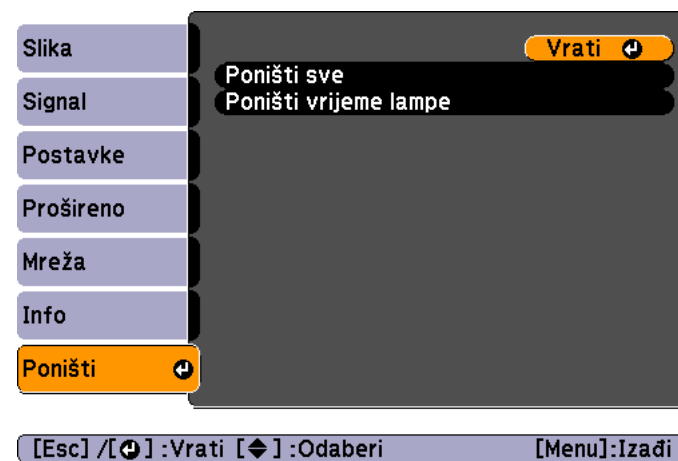 Slika
Signal
Postavke
Prošireno
Mreža
Info
Poništi
Vrati
Poništi sve
Poništi vrijeme lampe
[Esc] /[ ] :Vrati [ ] :Odaberi [Menu]:Izađi